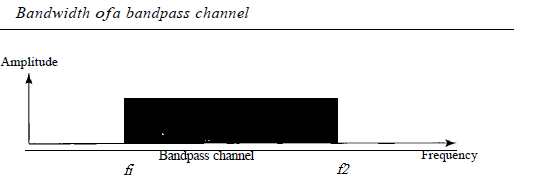 Bandwidth ofa bandpass channel
Amplitude
Bandpass channel
Frequency
fi
f2